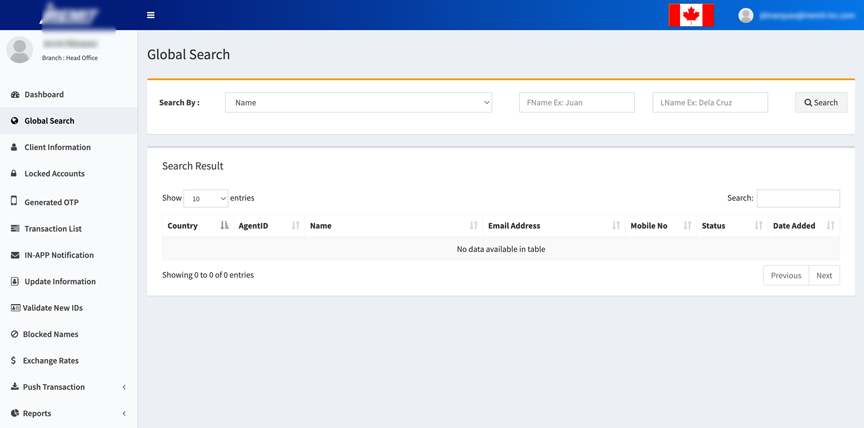 Branch : Head Office
Dashboard
Global Search
Client Information
Locked Accounts
Generated OTP
Transaction List
IN-APP Notification
Update Information
Validate New IDs
Blocked Names
Exchange Rates
Push Transaction
Reports
Global Search
Search By : Name FName Ex: Juan LName Ex: Dela Cruz Search
Search Result
Show 10 entries Search:
Country AgentID Name Email Address Mobile No Status Date Added
No data available in table
Showing 0 to 0 of 0 entries Previous Next